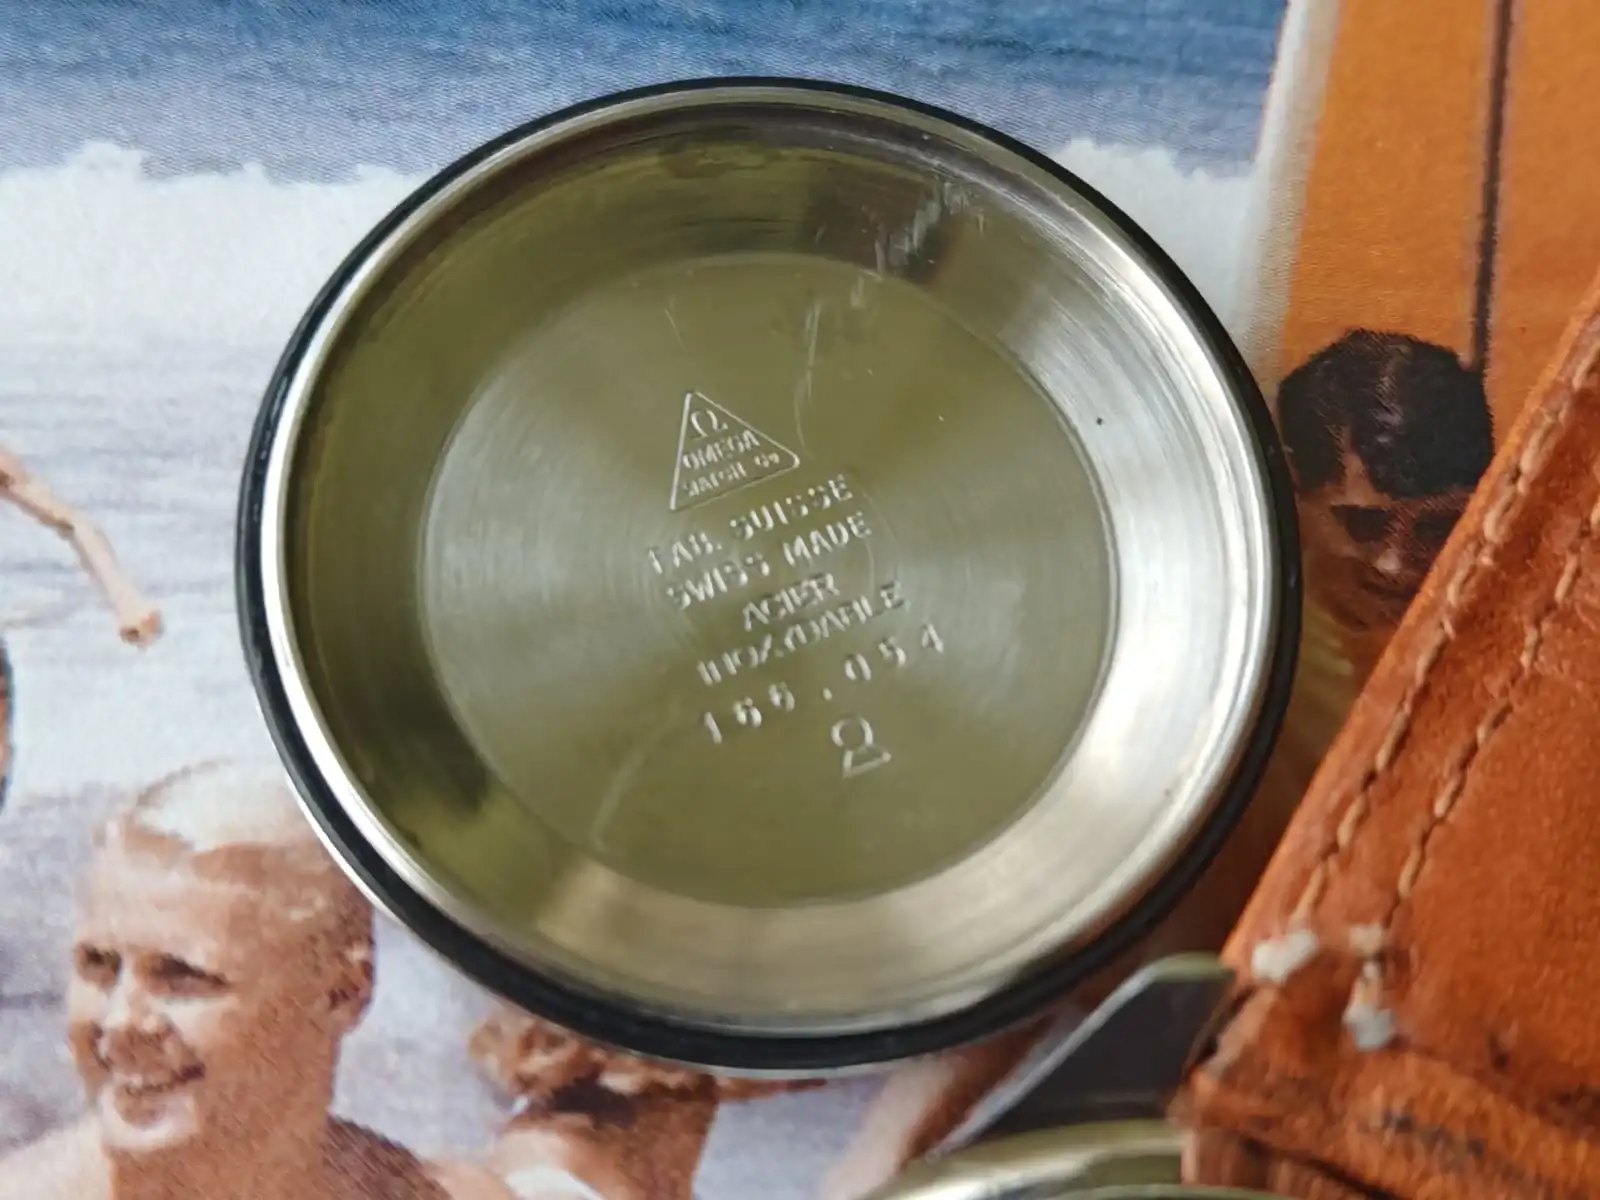 Ω
OMEGA
WATCH Co
FAB. SUISSE
SWISS MADE
ACIER
INOXYDABLE
166.054